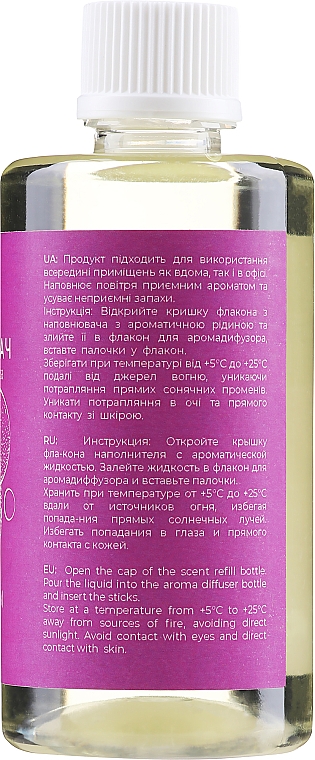 UA: Продукт підходить для використання
всередині приміщень як вдома, так і в офісі.
Наповнює повітря приємним ароматом та
усуває неприємні запахи.
Інструкція: Відкрийте кришку флакона з
наповнювача з ароматичною рідиною та
злийте її в флакон для аромадифузора,
вставте палочки у флакон.
Зберігати при температурі від +5°C до +25°C
подалі від джерел вогню, уникаючи
потрапляння прямих сонячних променів.
Уникати потрапляння в очі та прямого
контакту зі шкірою.
RU: Инструкция: Откройте крышку
фла-кона наполнителя с ароматической
жидкостью. Залейте жидкость в флакон для
аромадиффузора и вставьте палочки.
Хранить при температуре от +5°C до +25°C
вдали от источников огня, избегая
попада-ния прямых солнечных лучей.
Избегать попадания в глаза и прямого
контакта с кожей.
EU: Open the cap of the scent refill bottle.
Pour the liquid into the aroma diffuser bottle
and insert the sticks.
Store at a temperature from +5°C to +25°C
away from sources of fire, avoiding direct
sunlight. Avoid contact with eyes and direct
contact with skin.